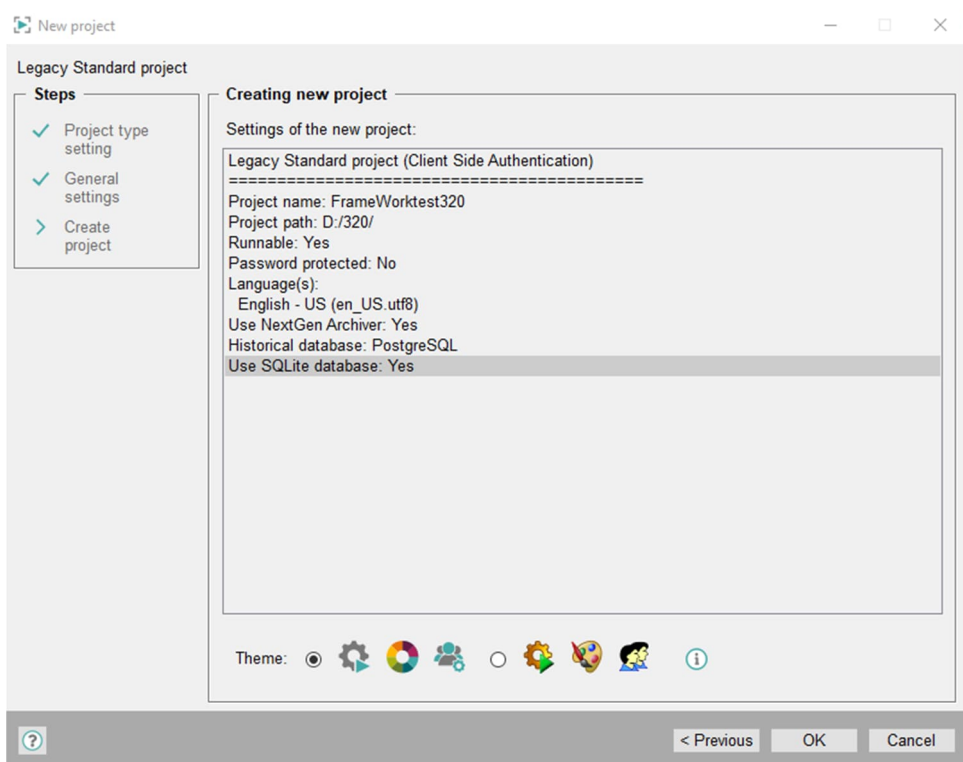 New project
Legacy Standard project
Steps
Project type
setting
General
settings
Create
project
Creating new project
Settings of the new project:
Legacy Standard project (Client Side Authentication)
===========================================
Project name: FrameWorktest320
Project path: D:/320/
Runnable: Yes
Password protected: No
Language(s):
English - US (en_US.utf8)
Use NextGen Archiver: Yes
Historical database: PostgreSQL
Use SQLite database: Yes
Theme:
< Previous
OK
Cancel